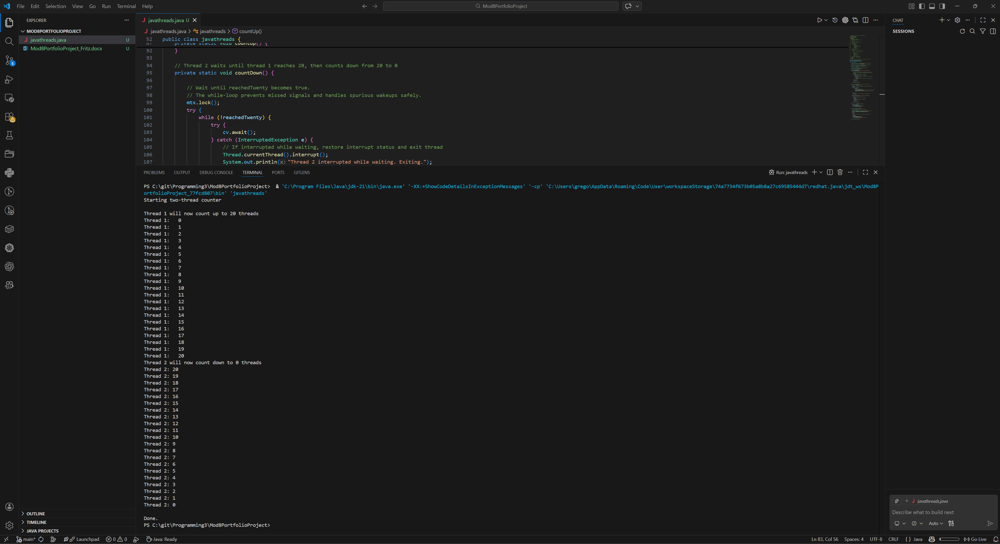 File Edit Selection View Go Run Terminal Help
Mod8PortfolioProject
EXPLORER
MOD8PORTFOLIOPROJECT
javathreads.java U
Mod8PortfolioProject_Fritz.docx U
5
javathreads.java U
javathreads.java > javathreads > countUp()
52 public class javathreads {
67 private static void countUp() {
92 }
93
94 // Thread 2 waits until thread 1 reaches 20, then counts down from 20 to 0
95 private static void countDown() {
96
97 // Wait until reachedTwenty becomes true.
98 // The while-loop prevents missed signals and handles spurious wakeups safely.
99 mtx.lock();
100 try {
101 while (!reachedTwenty) {
102 try {
103 cv.await();
104 } catch (InterruptedException e) {
105 // If interrupted while waiting, restore interrupt status and exit thread
106 Thread.currentThread().interrupt();
107 System.out.println(x: "Thread 2 interrupted while waiting. Exiting.");
PROBLEMS OUTPUT DEBUG CONSOLE TERMINAL PORTS GITLENS
Run: javathreads
PS C:\git\Programming3\Mod8PortfolioProject> & 'C:\Program Files\Java\jdk-21\bin\java.exe' '-XX:+ShowCodeDetailsInExceptionMessages' '-cp' 'C:\Users\grego\AppData\Roaming\Code\User\workspaceStorage\74a7734f673b05a8b8a27c69585444d7\redhat.java\jdt_ws\Mod8P
ortfolioProject_77fcd807\bin' 'javathreads'
Starting two-thread counter
Thread 1 will now count up to 20 threads
Thread 1: 0
Thread 1: 1
Thread 1: 2
Thread 1: 3
Thread 1: 4
Thread 1: 5
Thread 1: 6
Thread 1: 7
Thread 1: 8
Thread 1: 9
Thread 1: 10
Thread 1: 11
Thread 1: 12
Thread 1: 13
Thread 1: 14
Thread 1: 15
Thread 1: 16
Thread 1: 17
Thread 1: 18
Thread 1: 19
Thread 1: 20
Thread 2 will now count down to 0 threads
Thread 2: 20
Thread 2: 19
Thread 2: 18
Thread 2: 17
Thread 2: 16
Thread 2: 15
Thread 2: 14
Thread 2: 13
Thread 2: 12
Thread 2: 11
Thread 2: 10
Thread 2: 9
Thread 2: 8
Thread 2: 7
Thread 2: 6
Thread 2: 5
Thread 2: 4
Thread 2: 3
Thread 2: 2
Thread 2: 1
Thread 2: 0
Done.
PS C:\git\Programming3\Mod8PortfolioProject>
CHAT
SESSIONS
javathreads.java
Describe what to build next
Auto
OUTLINE
TIMELINE
JAVA PROJECTS
main* Launchpad 0 0 Java: Ready
Ln 83, Col 56 Spaces: 4 UTF-8 CRLF { } Java Go Live